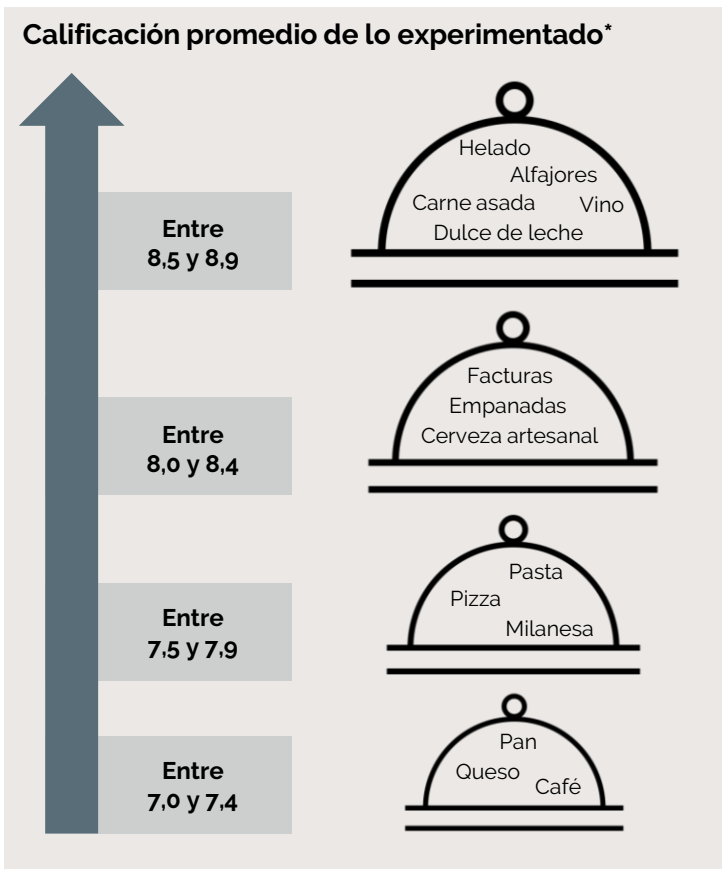 Calificación promedio de lo experimentado*
Entre
8,5 y 8,9
Helado
Alfajores
Carne asada
Vino
Dulce de leche
Entre
8,0 y 8,4
Facturas
Empanadas
Cerveza artesanal
Entre
7,5 y 7,9
Pasta
Pizza
Milanesa
Entre
7,0 y 7,4
Pan
Queso
Café